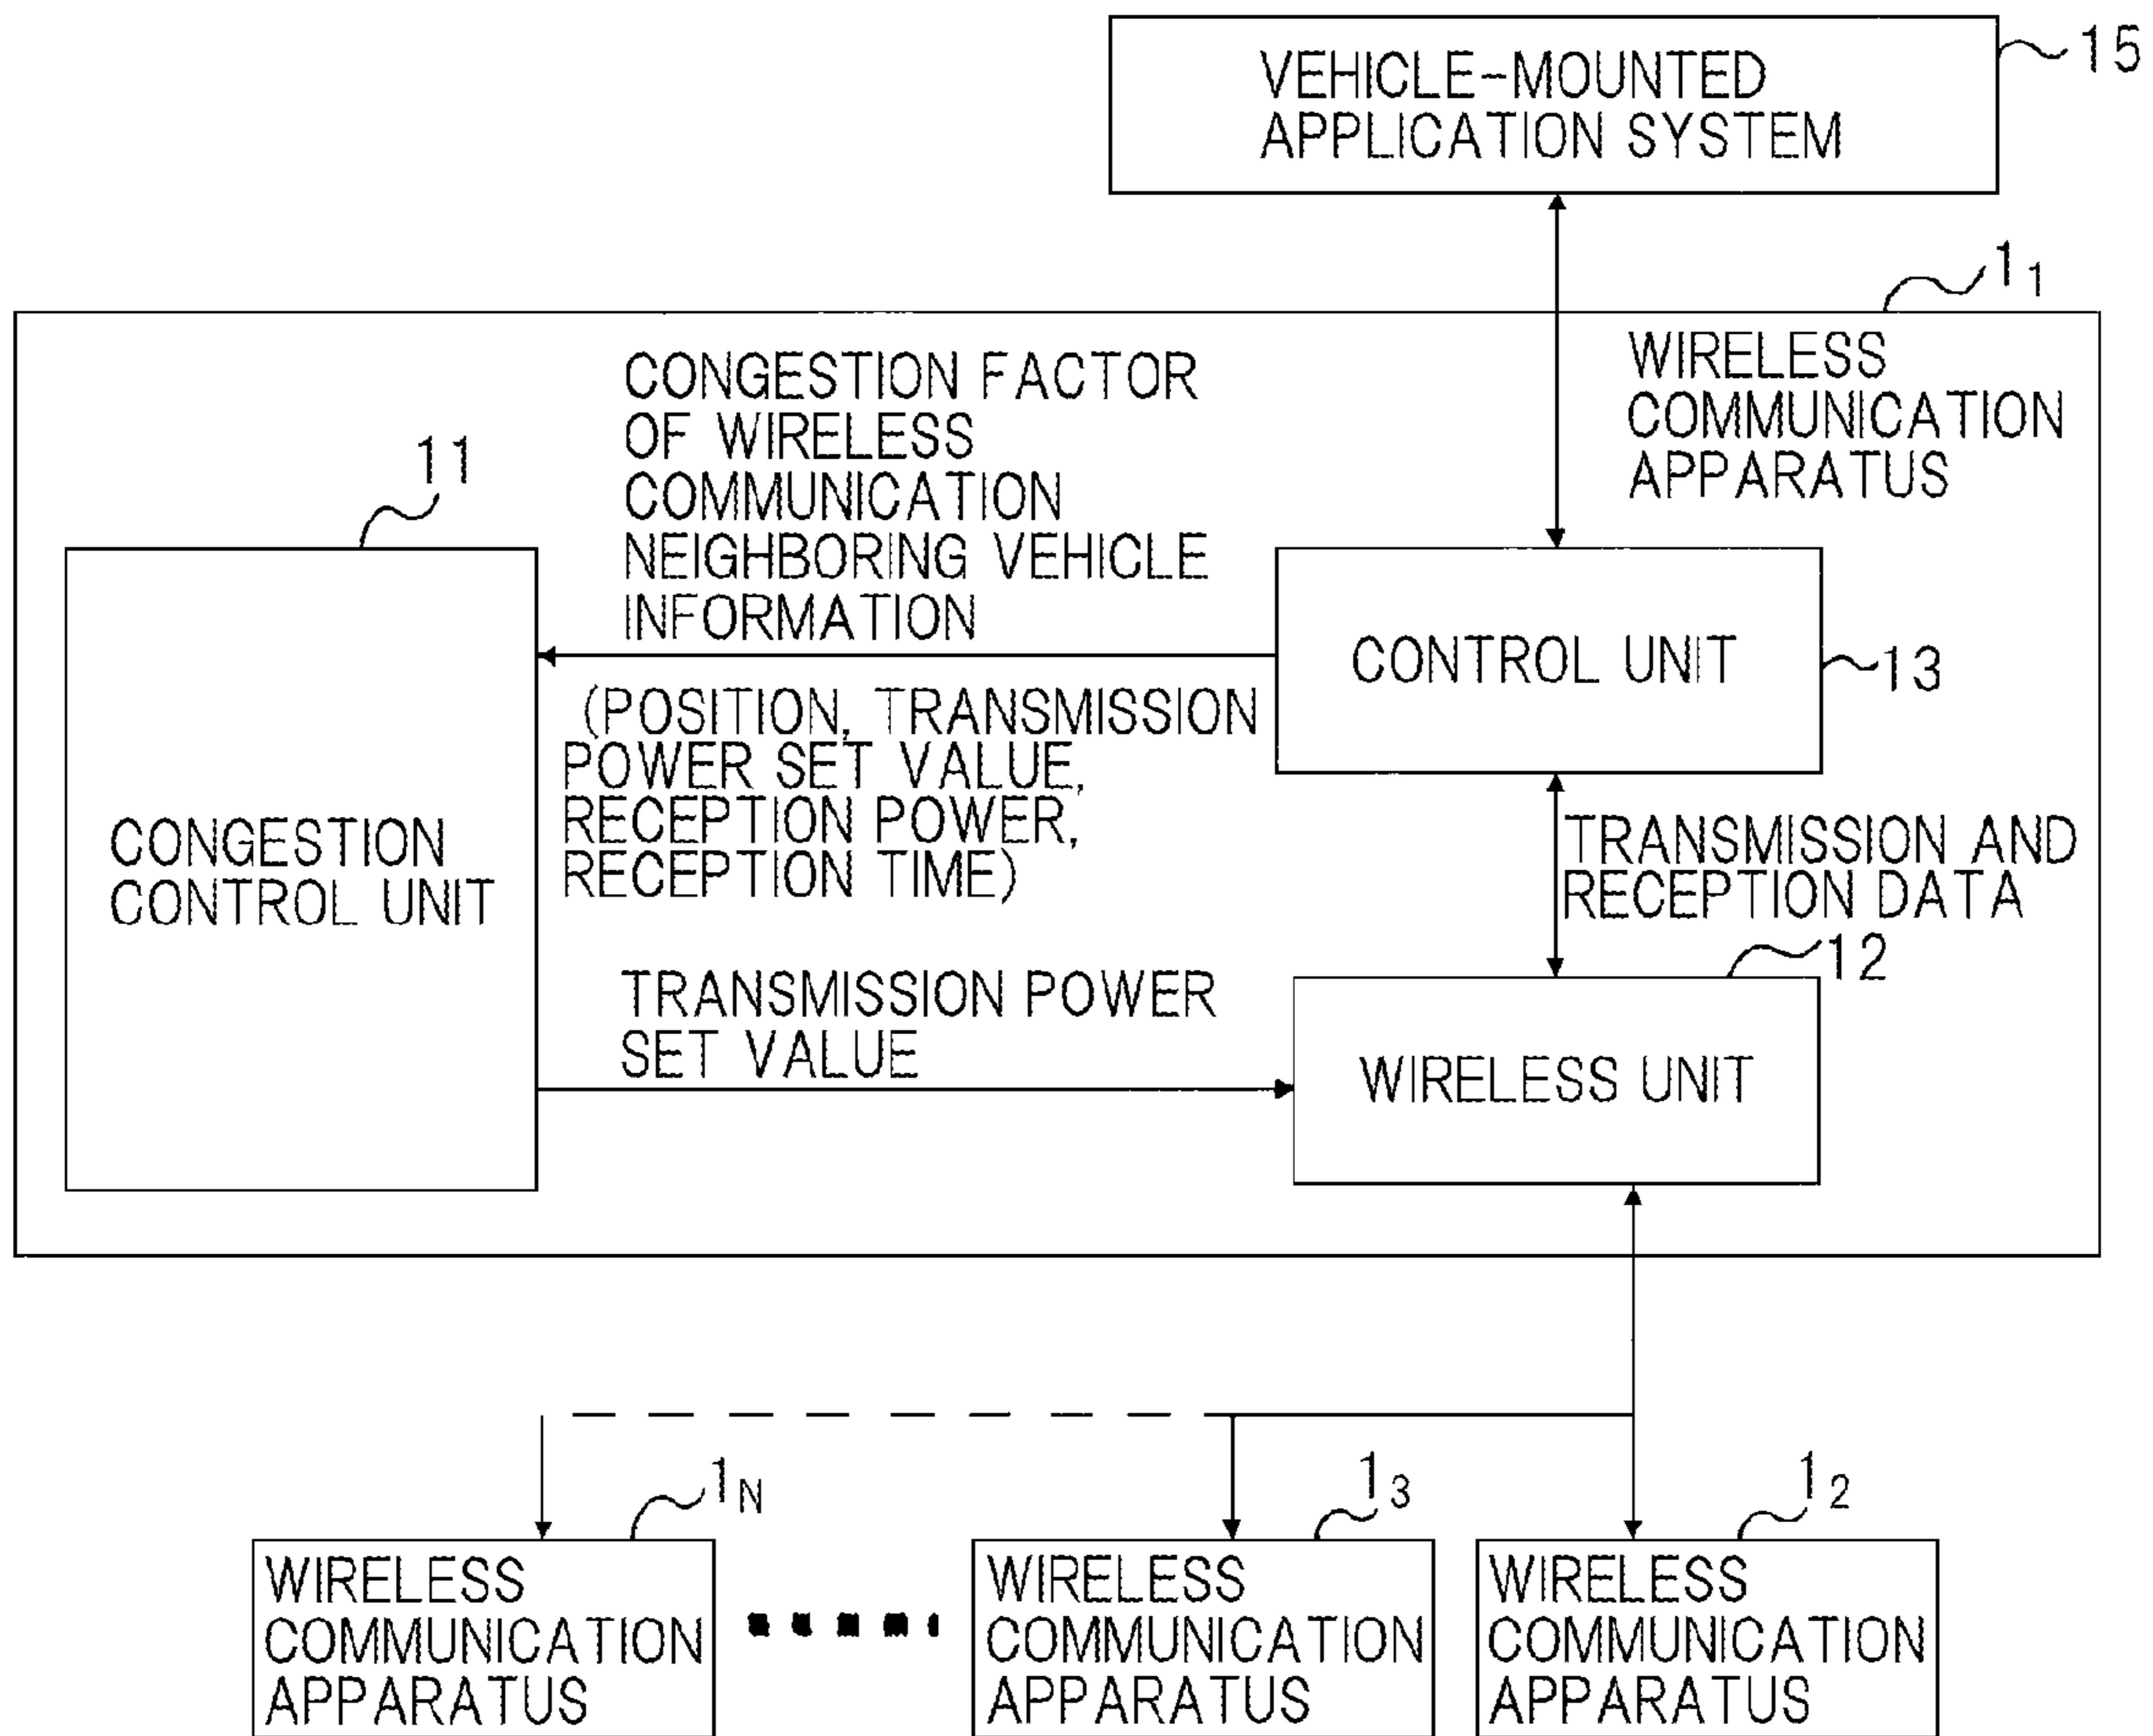 VEHICLE-MOUNTED
APPLICATION SYSTEM
15
1₁
WIRELESS
COMMUNICATION
APPARATUS
CONGESTION FACTOR
OF WIRELESS
COMMUNICATION
NEIGHBORING VEHICLE
INFORMATION
11
CONTROL UNIT
13
(POSITION, TRANSMISSION
POWER SET VALUE,
RECEPTION POWER,
RECEPTION TIME)
CONGESTION
CONTROL UNIT
TRANSMISSION AND
RECEPTION DATA
12
TRANSMISSION POWER
SET VALUE
WIRELESS UNIT
1N
WIRELESS
COMMUNICATION
APPARATUS
1₃
WIRELESS
COMMUNICATION
APPARATUS
1₂
WIRELESS
COMMUNICATION
APPARATUS